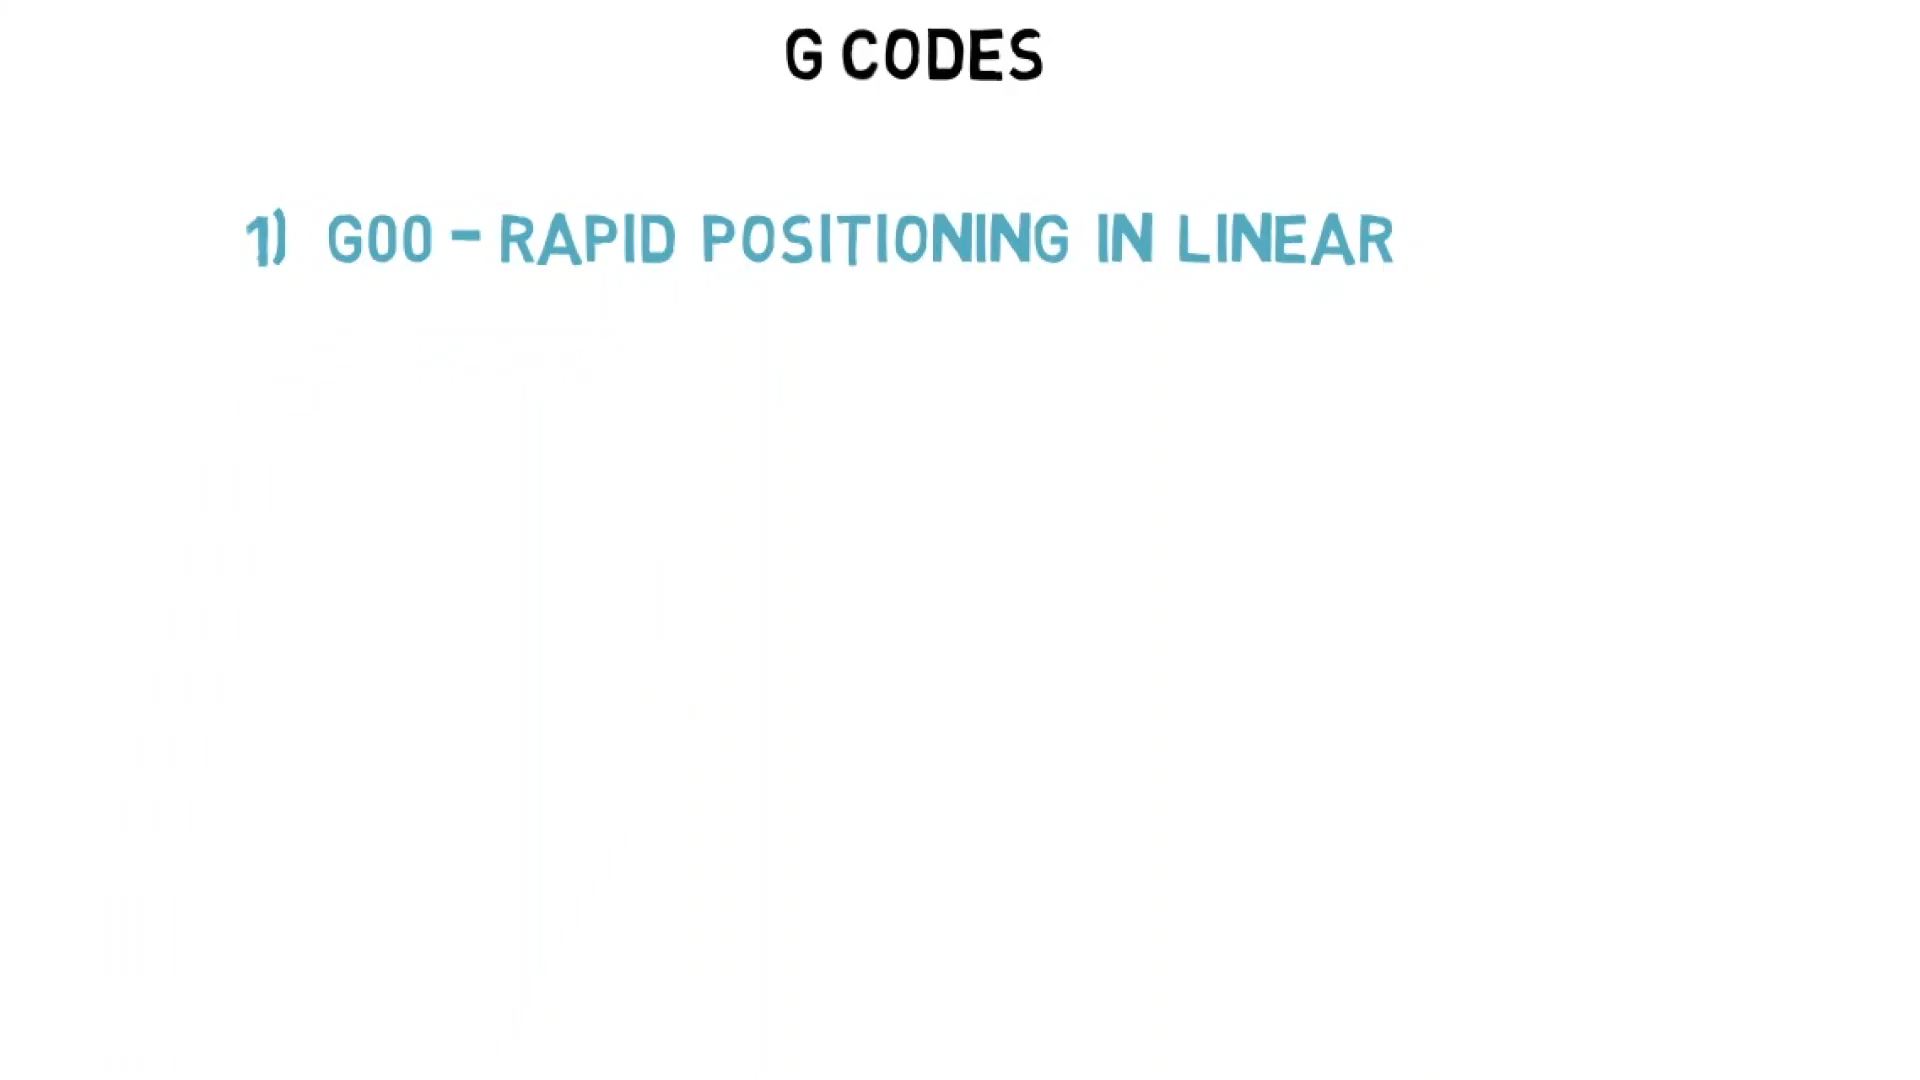 G CODES
1) G00 - RAPID POSITIONING IN LINEAR